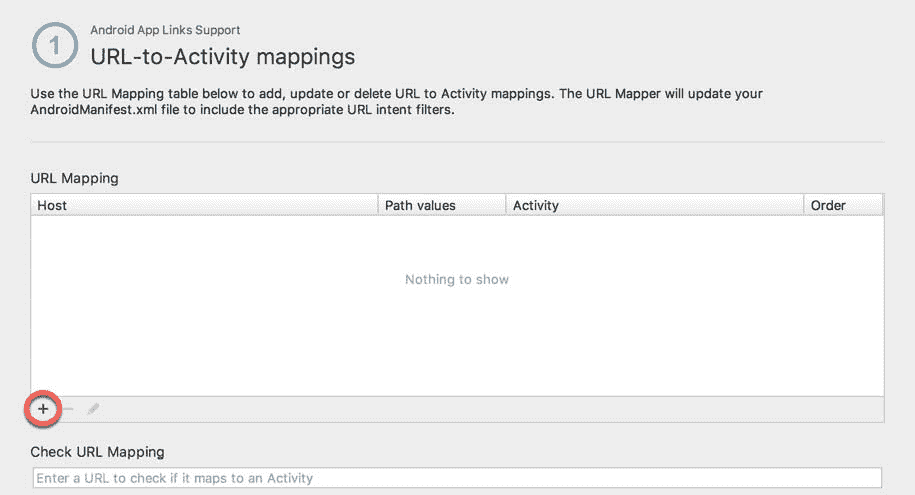 1
Android App Links Support
URL-to-Activity mappings
Use the URL Mapping table below to add, update or delete URL to Activity mappings. The URL Mapper will update your
AndroidManifest.xml file to include the appropriate URL intent filters.
URL Mapping
Host Path values Activity Order
Nothing to show
+ −
Check URL Mapping
Enter a URL to check if it maps to an Activity